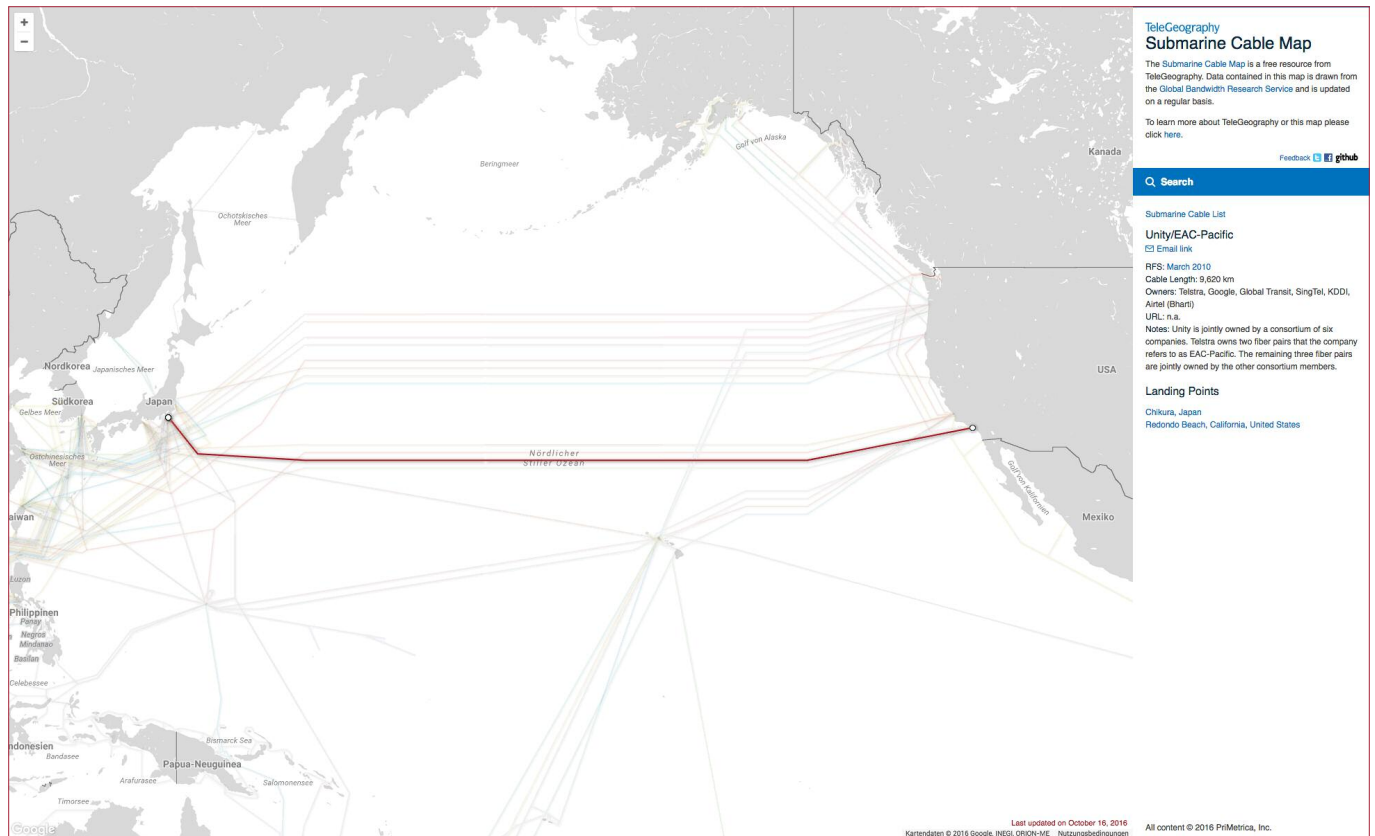 +
−
Beringmeer
Golf von Alaska
Kanada
Ochotskisches
Meer
Nordkorea
Japanisches Meer
USA
Südkorea
Japan
Gelbes Meer
Ostchinesisches
Meer
Nördlicher
Stiller Ozean
Golf von Kalifornien
aiwan
Mexiko
Luzon
Philippinen
Panay
Negros
Mindanao
Basilan
Celebessee
ndonesien
Bandasee
Bismarck Sea
Papua-Neuguinea
Arafurasee
Salomonensee
Timorsee
Google
Last updated on October 16, 2016
Kartendaten © 2016 Google, INEGI, ORION-ME Nutzungsbedingungen
TeleGeography
Submarine Cable Map
The Submarine Cable Map is a free resource from
TeleGeography. Data contained in this map is drawn from
the Global Bandwidth Research Service and is updated
on a regular basis.
To learn more about TeleGeography or this map please
click here.
Feedback github
Search
Submarine Cable List
Unity/EAC-Pacific
Email link
RFS: March 2010
Cable Length: 9,620 km
Owners: Telstra, Google, Global Transit, SingTel, KDDI,
Airtel (Bharti)
URL: n.a.
Notes: Unity is jointly owned by a consortium of six
companies. Telstra owns two fiber pairs that the company
refers to as EAC-Pacific. The remaining three fiber pairs
are jointly owned by the other consortium members.
Landing Points
Chikura, Japan
Redondo Beach, California, United States
All content © 2016 PriMetrica, Inc.